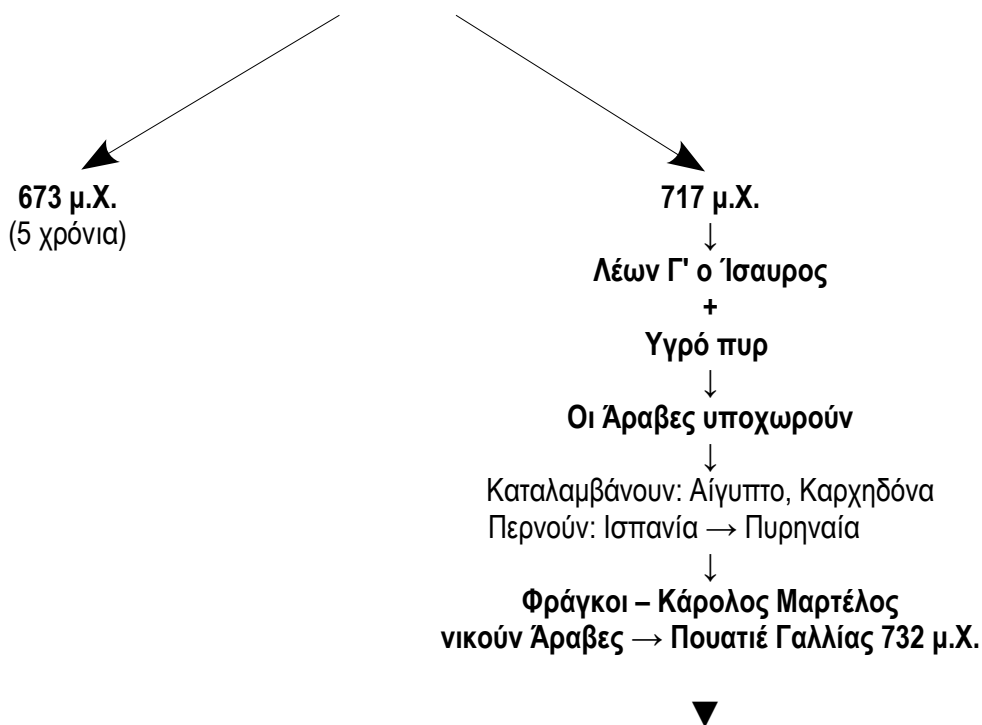 673 μ.Χ.
(5 χρόνια)
717 μ.Χ.
↓
Λέων Γ' ο Ίσαυρος
+
Υγρό πυρ
↓
Οι Άραβες υποχωρούν
↓
Καταλαμβάνουν: Αίγυπτο, Καρχηδόνα
Περνούν: Ισπανία → Πυρηναία
↓
Φράγκοι – Κάρολος Μαρτέλος
νικούν Άραβες → Πουατιέ Γαλλίας 732 μ.Χ.